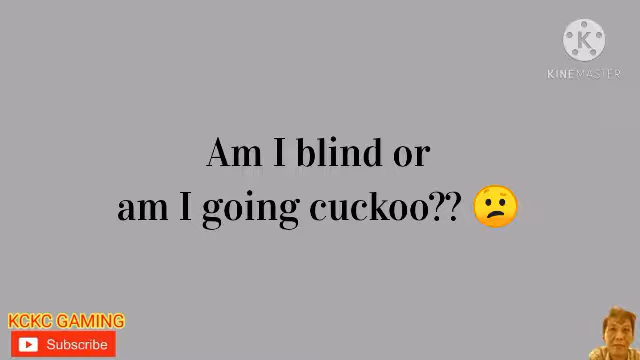 KINEMASTER
Am I blind or
am I going cuckoo?? 😕
KCKC GAMING
Subscribe